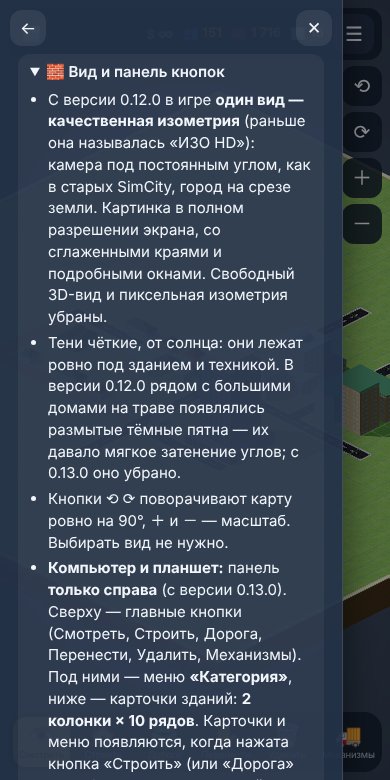 ←
✕
☰
▼ 🧱 Вид и панель кнопок
• С версии 0.12.0 в игре один вид —
качественная изометрия (раньше
она называлась «ИЗО HD»):
камера под постоянным углом, как
в старых SimCity, город на срезе
земли. Картинка в полном
разрешении экрана, со
сглаженными краями и
подробными окнами. Свободный
3D-вид и пиксельная изометрия
убраны.
• Тени чёткие, от солнца: они лежат
ровно под зданием и техникой. В
версии 0.12.0 рядом с большими
домами на траве появлялись
размытые тёмные пятна — их
давало мягкое затенение углов; с
0.13.0 оно убрано.
• Кнопки ⟲ ⟳ поворачивают карту
ровно на 90°, ＋ и － — масштаб.
Выбирать вид не нужно.
• Компьютер и планшет: панель
только справа (с версии 0.13.0).
Сверху — главные кнопки
(Смотреть, Строить, Дорога,
Перенести, Удалить, Механизмы).
Под ними — меню «Категория»,
ниже — карточки зданий: 2
колонки × 10 рядов. Карточки и
меню появляются, когда нажата
кнопка «Строить» (или «Дорога»
⟲
⟳
＋
－